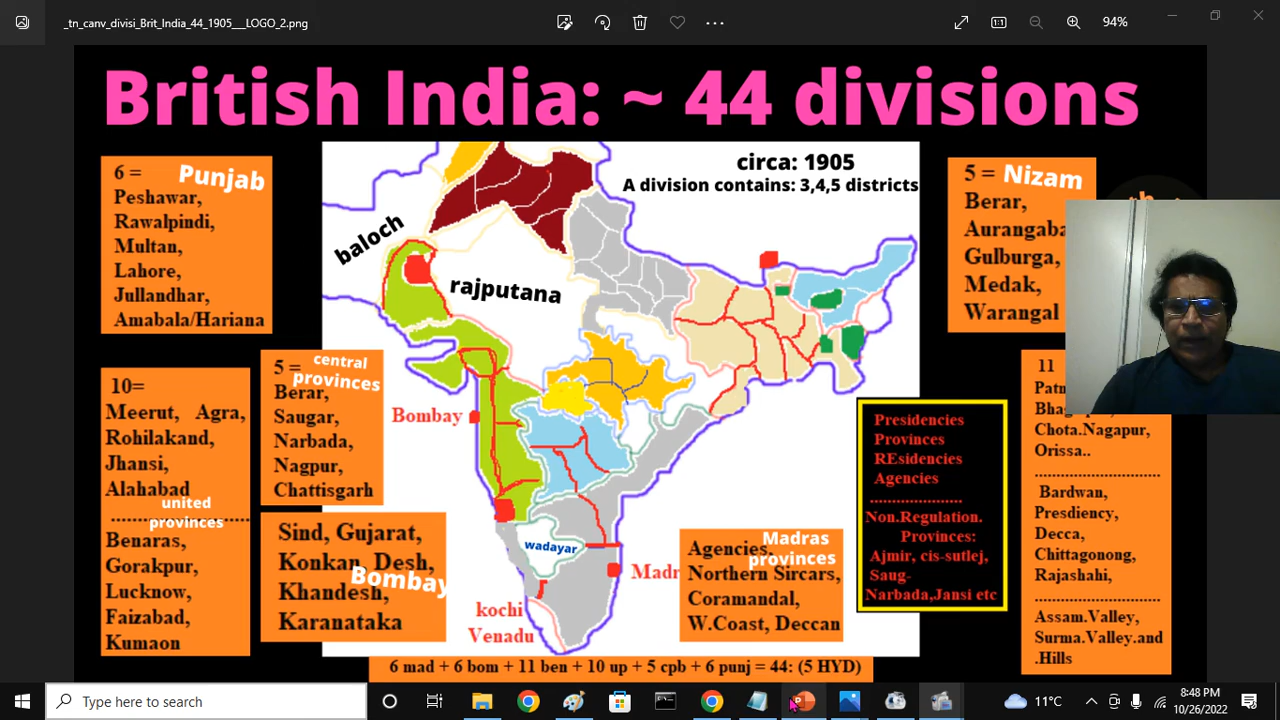 _tn_canv_divisi_Brit_India_44_1905___LOGO_2.png
94%
British India: ~ 44 divisions
6 = Punjab
Peshawar,
Rawalpindi,
Multan,
Lahore,
Jullandhar,
Amabala/Hariana
circa: 1905
A division contains: 3,4,5 districts
baloch
rajputana
5 = Nizam
Berar,
Gulburga,
Medak,
Warangal
10=
Meerut, Agra,
Rohilakand,
Jhansi,
Alahabad
united
provinces
Benaras,
Gorakpur,
Lucknow,
Faizabad,
Kumaon
5 = central
provinces
Berar,
Saugar,
Narbada,
Nagpur,
Chattisgarh
Sind, Gujarat,
Konkan, Desh,
Bombay
Khandesh,
Karanataka
Bombay
wadayar
kochi
Venadu
Madras
provinces
Agencies,
Northern Sircars,
Coramandal,
W.Coast, Deccan
Presidencies
Provinces
REsidencies
Agencies
.....................
Non.Regulation.
Provinces:
Ajmir, cis-sutlej,
Saug-
Narbada,Jansi etc
11
Chota.Nagapur,
Orissa..
Bardwan,
Presdiency,
Decca,
Chittagonong,
Rajashahi,
Assam.Valley,
Surma.Valley.and
.Hills
6 mad + 6 bom + 11 ben + 10 up + 5 cpb + 6 punj = 44: (5 HYD)
Type here to search
11°C
8:48 PM
10/26/2022